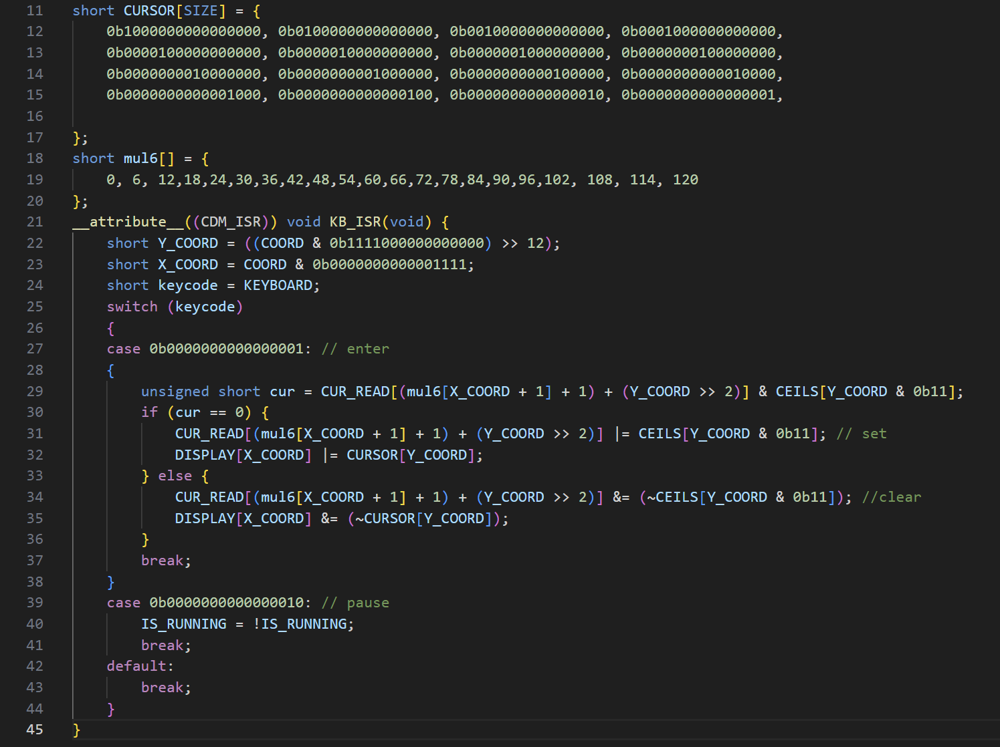 11 short CURSOR[SIZE] = {
12     0b1000000000000000, 0b0100000000000000, 0b0010000000000000, 0b0001000000000000,
13     0b0000100000000000, 0b0000010000000000, 0b0000001000000000, 0b0000000100000000,
14     0b0000000010000000, 0b0000000001000000, 0b0000000000100000, 0b0000000000010000,
15     0b0000000000001000, 0b0000000000000100, 0b0000000000000010, 0b0000000000000001,
16
17 };
18 short mul6[] = {
19     0, 6, 12,18,24,30,36,42,48,54,60,66,72,78,84,90,96,102, 108, 114, 120
20 };
21 __attribute__((CDM_ISR)) void KB_ISR(void) {
22     short Y_COORD = ((COORD & 0b1111000000000000) >> 12);
23     short X_COORD = COORD & 0b0000000000001111;
24     short keycode = KEYBOARD;
25     switch (keycode)
26     {
27     case 0b0000000000000001: // enter
28     {
29         unsigned short cur = CUR_READ[(mul6[X_COORD + 1] + 1) + (Y_COORD >> 2)] & CEILS[Y_COORD & 0b11];
30         if (cur == 0) {
31             CUR_READ[(mul6[X_COORD + 1] + 1) + (Y_COORD >> 2)] |= CEILS[Y_COORD & 0b11]; // set
32             DISPLAY[X_COORD] |= CURSOR[Y_COORD];
33         } else {
34             CUR_READ[(mul6[X_COORD + 1] + 1) + (Y_COORD >> 2)] &= (~CEILS[Y_COORD & 0b11]); //clear
35             DISPLAY[X_COORD] &= (~CURSOR[Y_COORD]);
36         }
37         break;
38     }
39     case 0b0000000000000010: // pause
40         IS_RUNNING = !IS_RUNNING;
41         break;
42     default:
43         break;
44     }
45 }